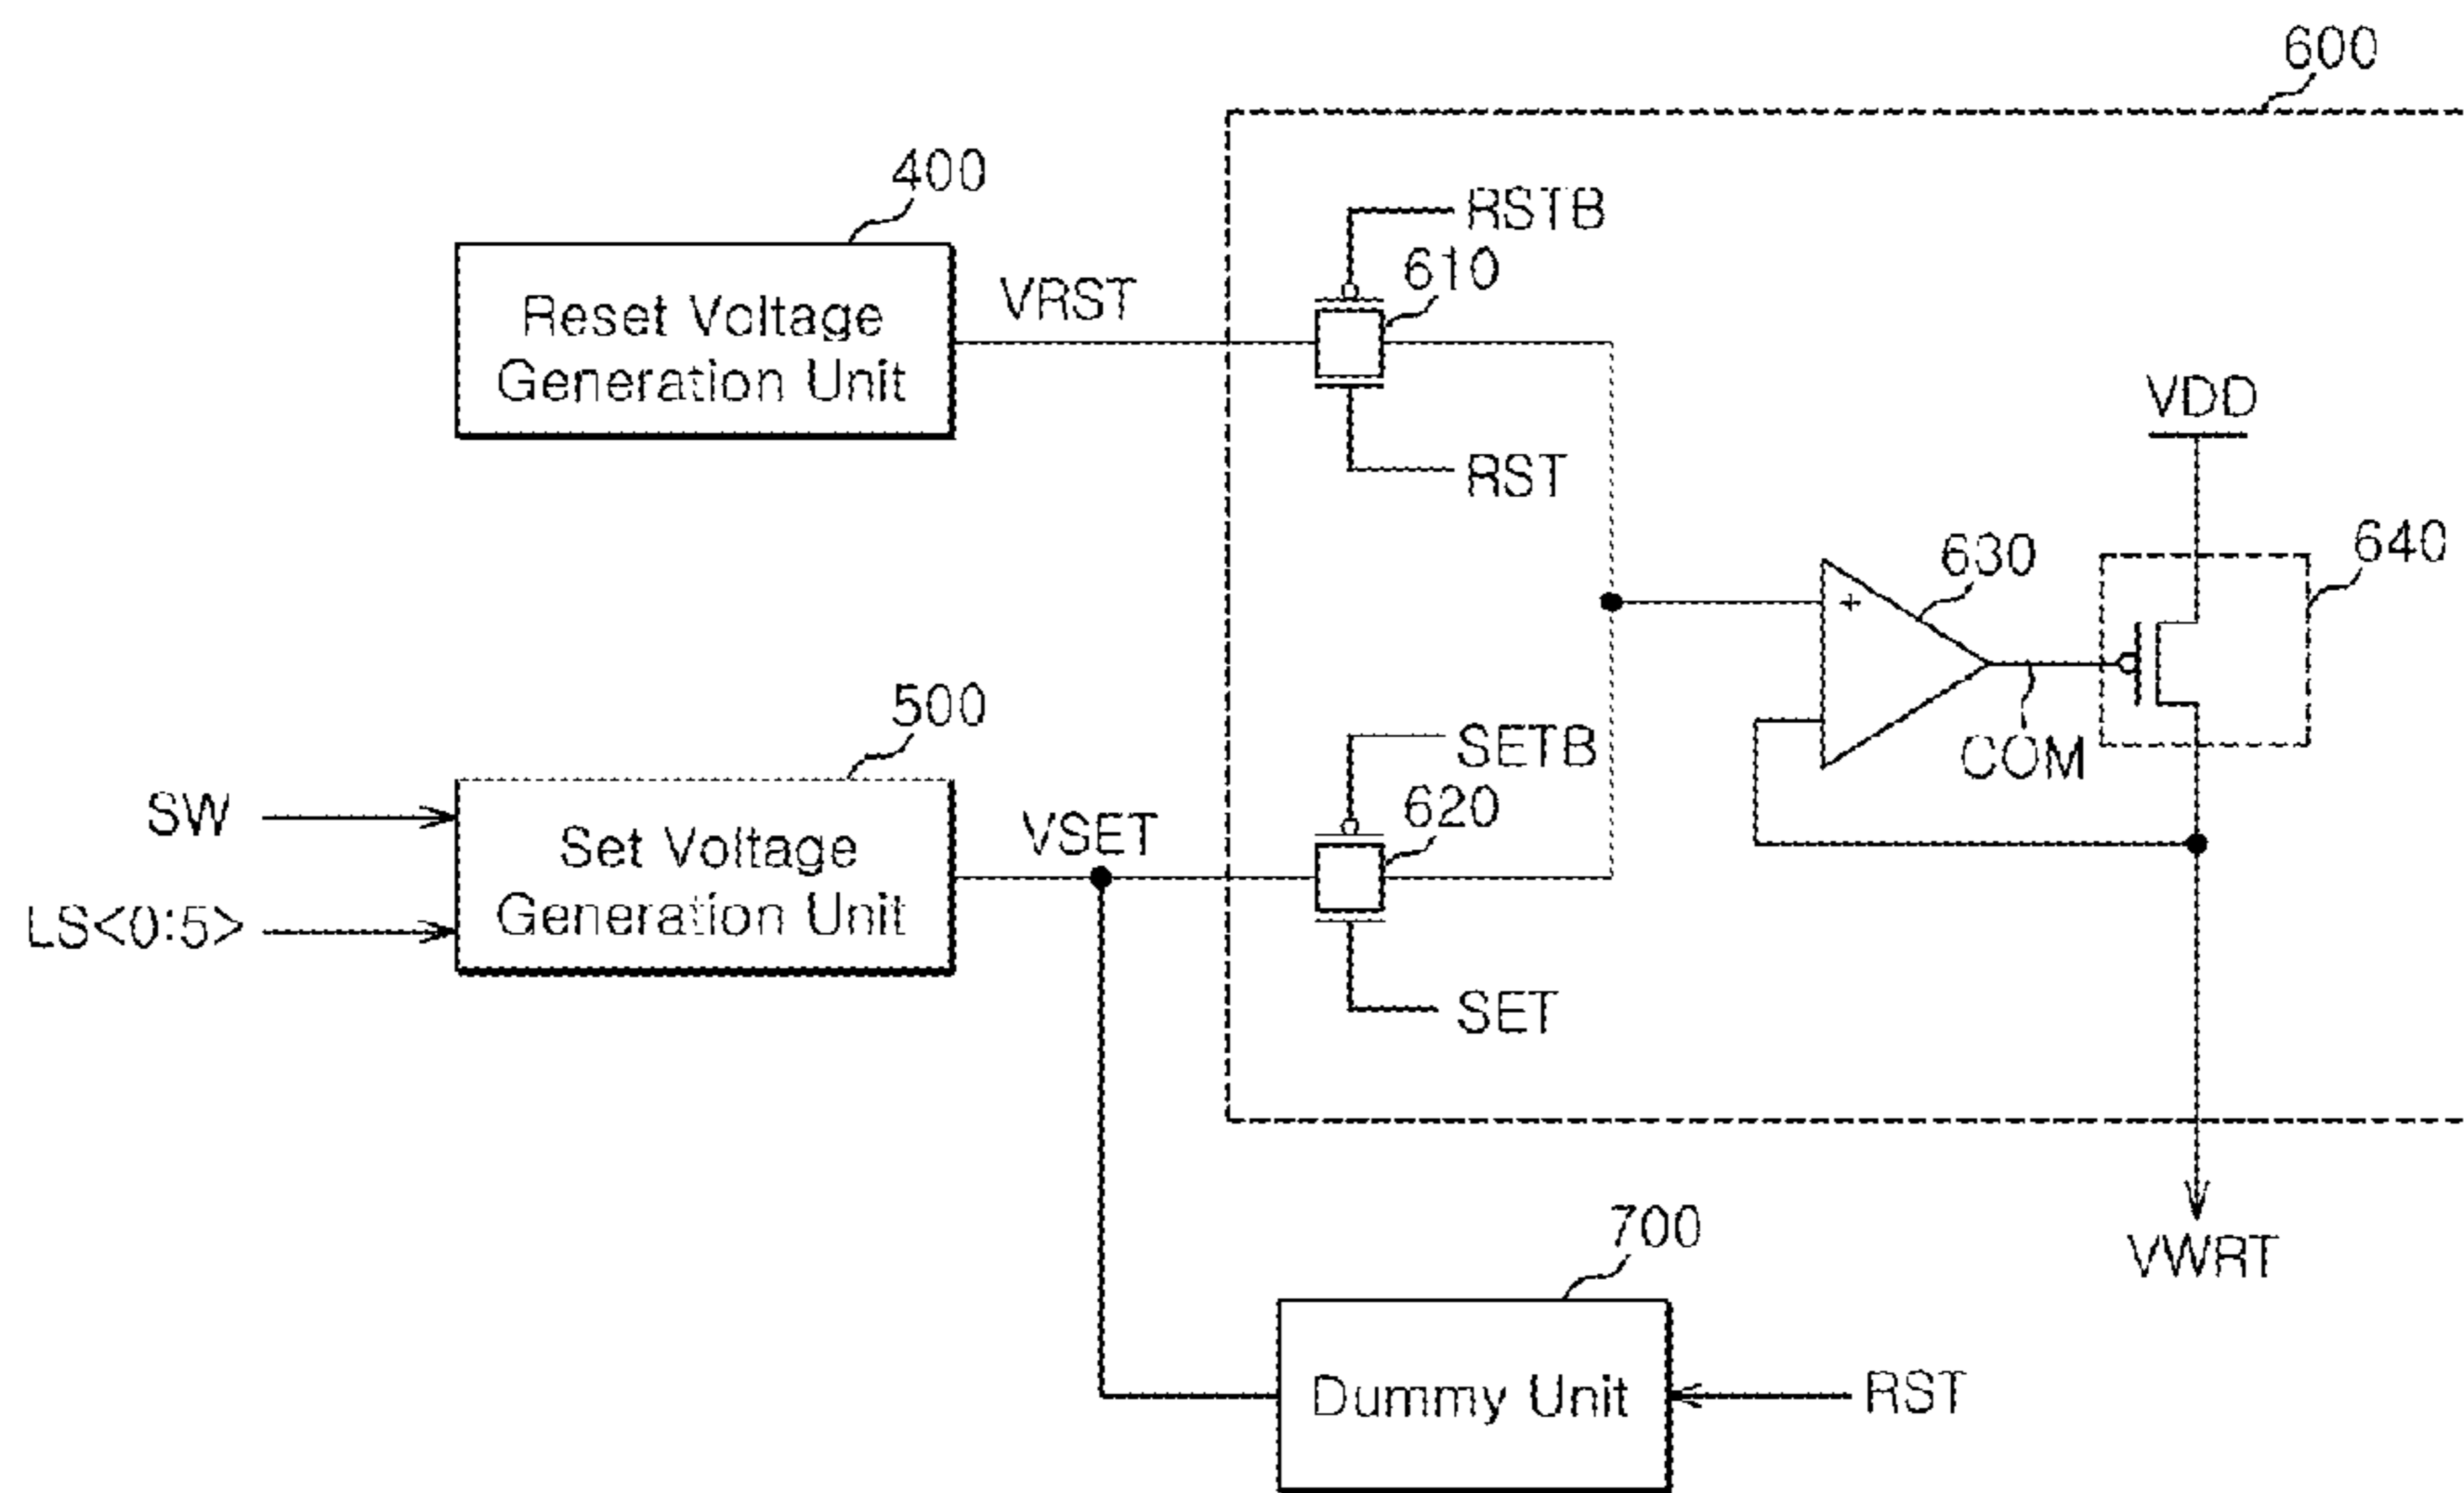 600
400
RSTB
610
VRST
Reset Voltage
Generation Unit
VDD
RST
640
630
+
500
SETB
COM
620
SW
VSET
Set Voltage
Generation Unit
LS<0:5>
SET
700
VWRT
Dummy Unit
RST